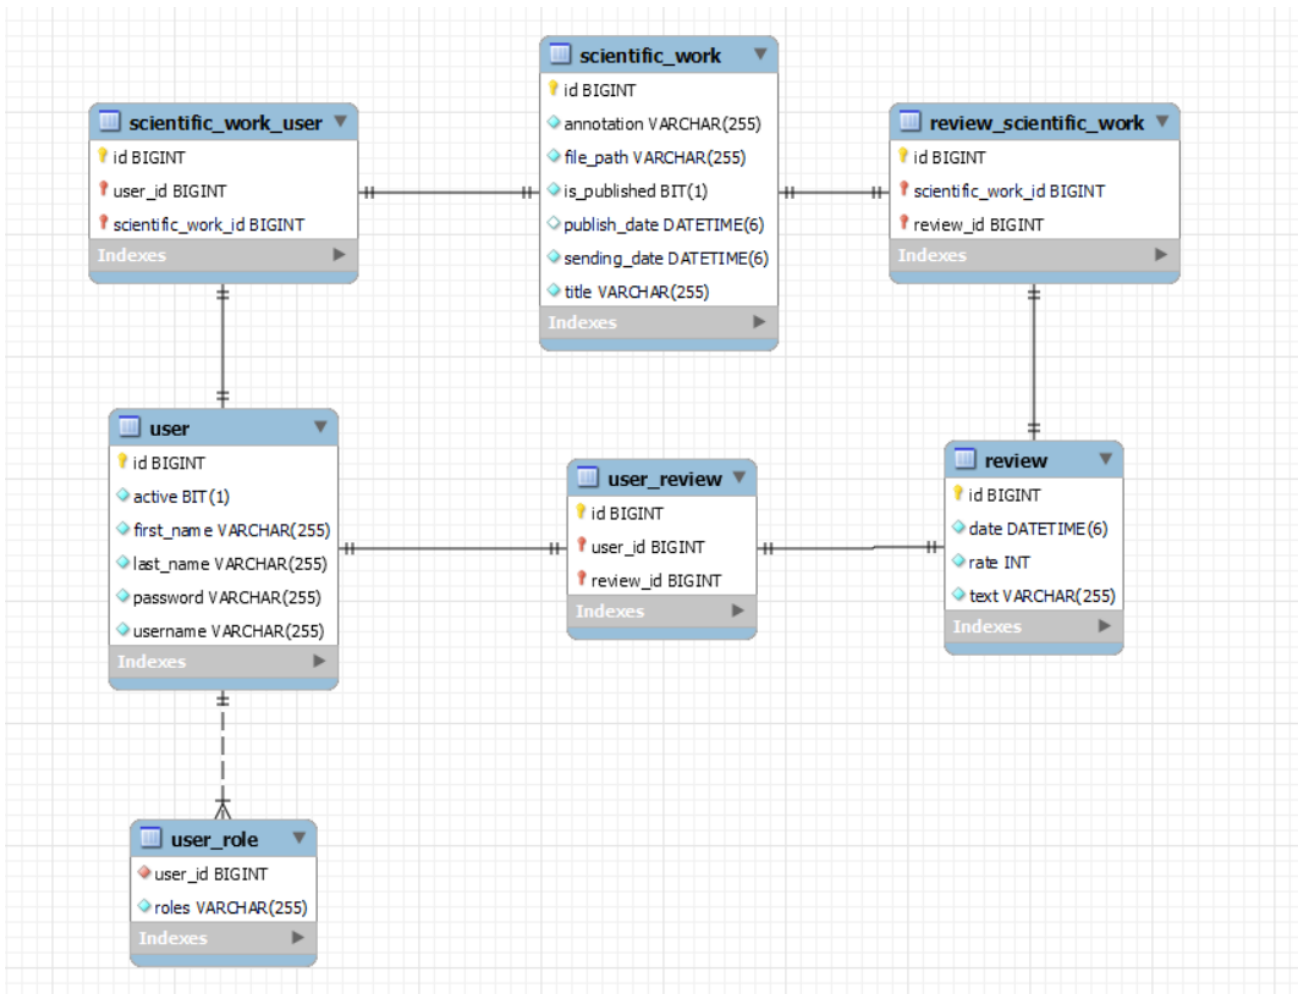 scientific_work
id BIGINT
annotation VARCHAR(255)
file_path VARCHAR(255)
is_published BIT(1)
publish_date DATETIME(6)
sending_date DATETIME(6)
title VARCHAR(255)
Indexes
scientific_work_user
id BIGINT
user_id BIGINT
scientific_work_id BIGINT
Indexes
review_scientific_work
id BIGINT
scientific_work_id BIGINT
review_id BIGINT
Indexes
user
id BIGINT
active BIT(1)
first_name VARCHAR(255)
last_name VARCHAR(255)
password VARCHAR(255)
username VARCHAR(255)
Indexes
user_review
id BIGINT
user_id BIGINT
review_id BIGINT
Indexes
review
id BIGINT
date DATETIME(6)
rate INT
text VARCHAR(255)
Indexes
user_role
user_id BIGINT
roles VARCHAR(255)
Indexes